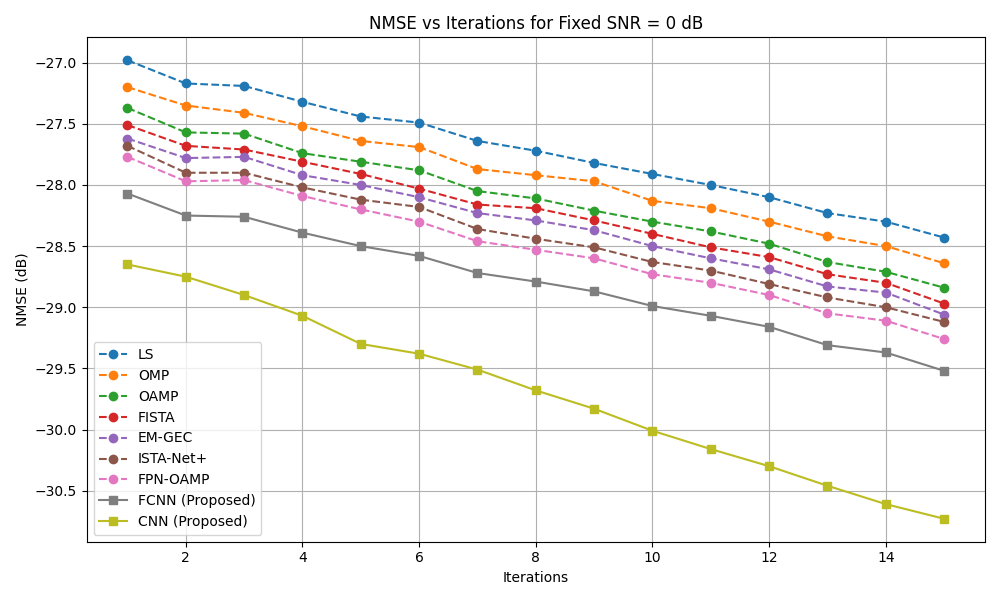 NMSE vs Iterations for Fixed SNR = 0 dB
NMSE (dB)
−27.0
−27.5
−28.0
−28.5
−29.0
−29.5
−30.0
−30.5
LS
OMP
OAMP
FISTA
EM-GEC
ISTA-Net+
FPN-OAMP
FCNN (Proposed)
CNN (Proposed)
2 4 6 8 10 12 14
Iterations